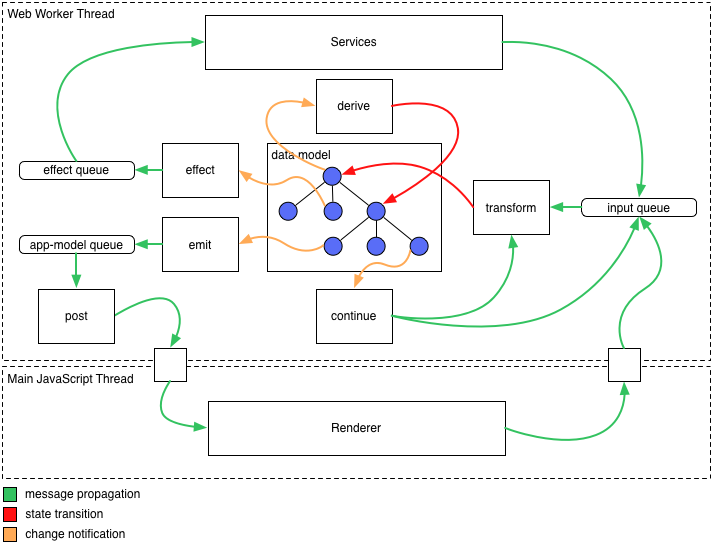 Web Worker Thread
Services
derive
data model
effect queue
effect
transform
input queue
app-model queue
emit
post
continue
Main JavaScript Thread
Renderer
message propagation
state transition
change notification